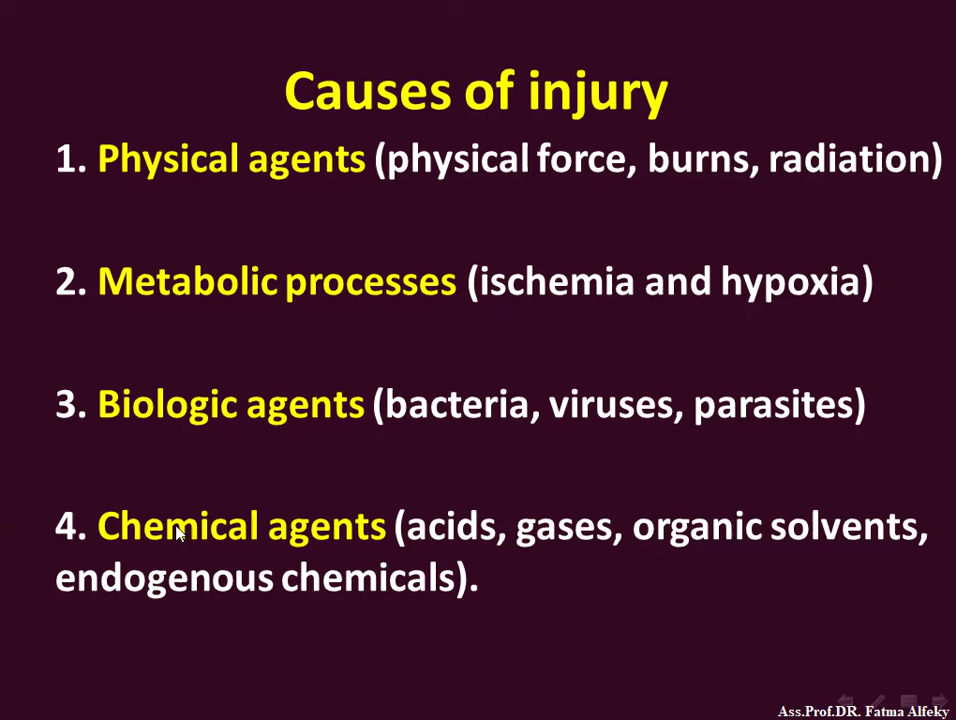 Causes of injury
1. Physical agents (physical force, burns, radiation)
2. Metabolic processes (ischemia and hypoxia)
3. Biologic agents (bacteria, viruses, parasites)
4. Chemical agents (acids, gases, organic solvents,
endogenous chemicals).
Ass.Prof.DR. Fatma Alfeky